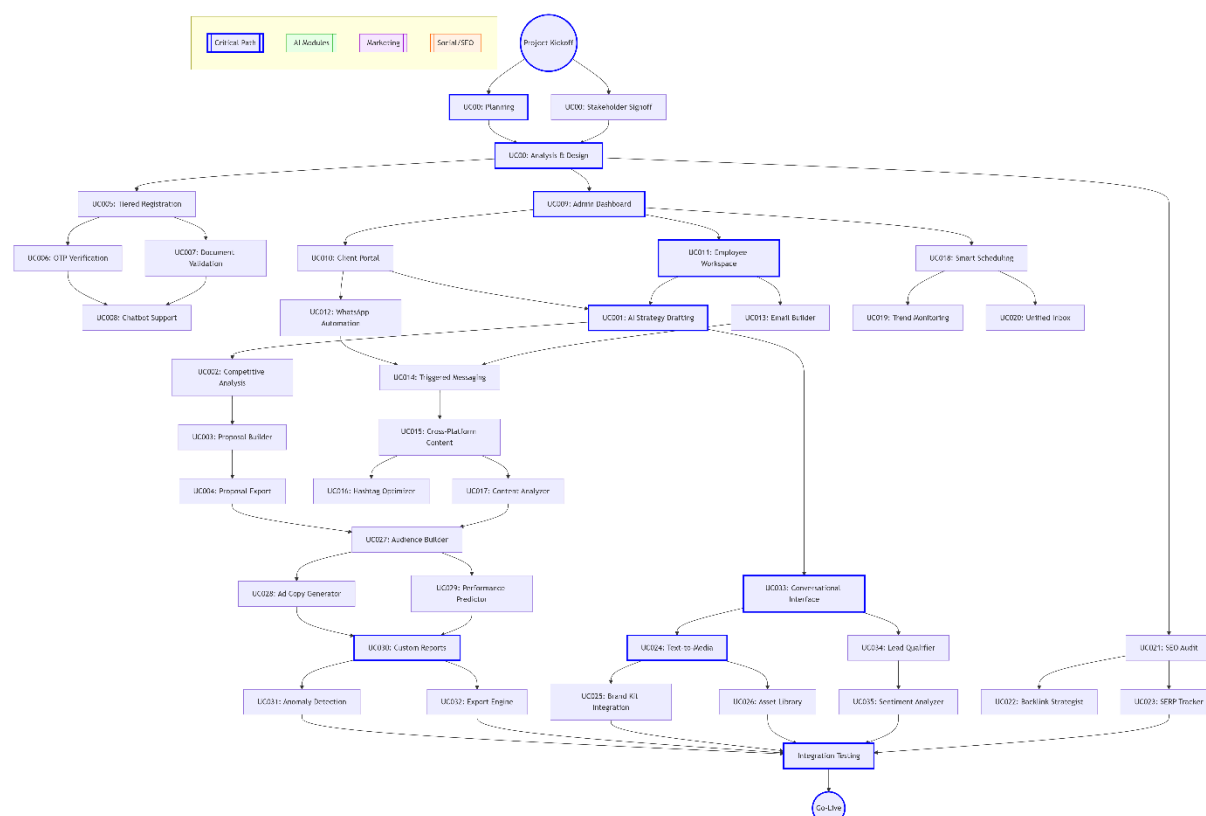 Critical Path
AI Modules
Marketing
Social/SEO
Project Kickoff
UC00: Planning
UC00: Stakeholder Signoff
UC00: Analysis & Design
UC005: Tiered Registration
UC009: Admin Dashboard
UC006: OTP Verification
UC007: Document
Validation
UC010: Client Portal
UC011: Employee
Workspace
UC018: Smart Scheduling
UC008: Chatbot Support
UC012: WhatsApp
Automation
UC001: AI Strategy Drafting
UC013: Email Builder
UC019: Trend Monitoring
UC020: Unified Inbox
UC002: Competitive
Analysis
UC014: Triggered Messaging
UC003: Proposal Builder
UC015: Cross-Platform
Content
UC004: Proposal Export
UC016: Hashtag Optimizer
UC017: Content Analyzer
UC027: Audience Builder
UC028: Ad Copy Generator
UC029: Performance
Predictor
UC033: Conversational
Interface
UC030: Custom Reports
UC024: Text-to-Media
UC034: Lead Qualifier
UC021: SEO Audit
UC031: Anomaly Detection
UC032: Export Engine
UC025: Brand Kit
Integration
UC026: Asset Library
UC035: Sentiment Analyzer
UC022: Backlink Strategist
UC023: SERP Tracker
Integration Testing
Go-Live